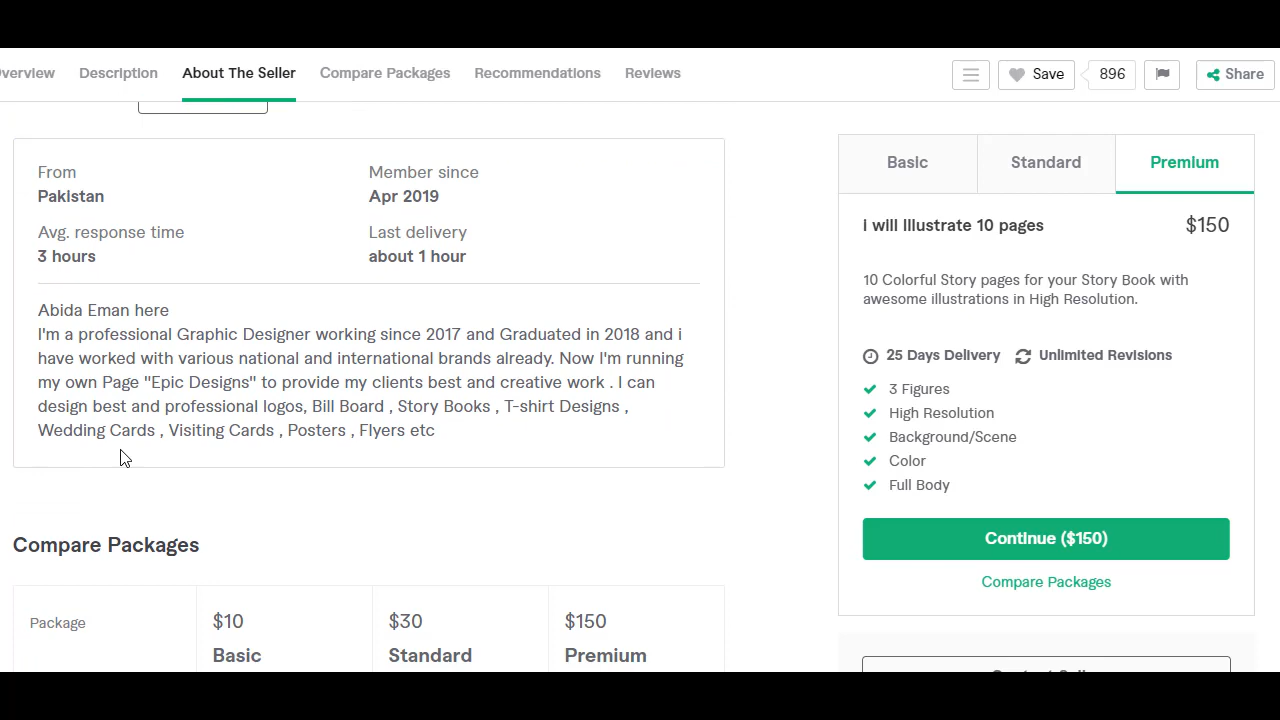 Overview Description About The Seller Compare Packages Recommendations Reviews Save 896 Share
From Member since
Pakistan Apr 2019
Avg. response time Last delivery
3 hours about 1 hour
Abida Eman here
I'm a professional Graphic Designer working since 2017 and Graduated in 2018 and i
have worked with various national and international brands already. Now I'm running
my own Page "Epic Designs" to provide my clients best and creative work . I can
design best and professional logos, Bill Board , Story Books , T-shirt Designs ,
Wedding Cards , Visiting Cards , Posters , Flyers etc
Compare Packages
Package $10 $30 $150
Basic Standard Premium
Basic Standard Premium
I will Illustrate 10 pages $150
10 Colorful Story pages for your Story Book with
awesome illustrations in High Resolution.
25 Days Delivery Unlimited Revisions
3 Figures
High Resolution
Background/Scene
Color
Full Body
Continue ($150)
Compare Packages